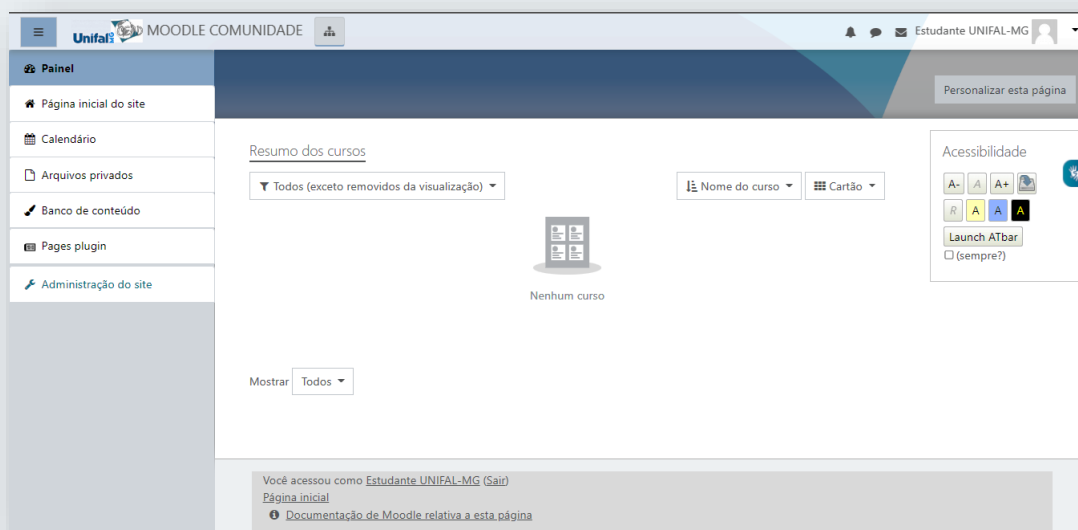 Unifal MOODLE COMUNIDADE
Estudante UNIFAL-MG
Painel
Página inicial do site
Calendário
Arquivos privados
Banco de conteúdo
Pages plugin
Administração do site
Personalizar esta página
Resumo dos cursos
Todos (exceto removidos da visualização)
Nome do curso
Cartão
Nenhum curso
Mostrar Todos
Acessibilidade
A- A A+
R A A A
Launch ATbar
(sempre?)
Você acessou como Estudante UNIFAL-MG (Sair)
Página inicial
Documentação de Moodle relativa a esta página